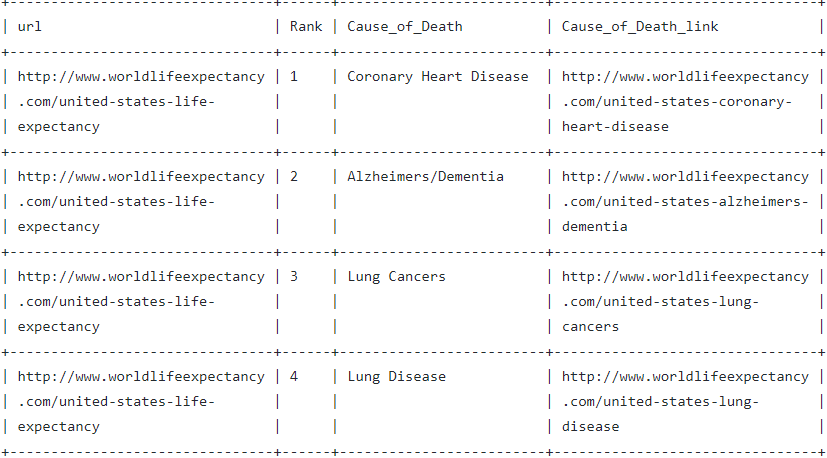 +--------------------------------+------+-------------------------+--------------------------------+
| url | Rank | Cause_of_Death | Cause_of_Death_link |
+--------------------------------+------+-------------------------+--------------------------------+
| http://www.worldlifeexpectancy | 1 | Coronary Heart Disease | http://www.worldlifeexpectancy |
| .com/united-states-life- | | | .com/united-states-coronary- |
| expectancy | | | heart-disease |
+--------------------------------+------+-------------------------+--------------------------------+
| http://www.worldlifeexpectancy | 2 | Alzheimers/Dementia | http://www.worldlifeexpectancy |
| .com/united-states-life- | | | .com/united-states-alzheimers- |
| expectancy | | | dementia |
+--------------------------------+------+-------------------------+--------------------------------+
| http://www.worldlifeexpectancy | 3 | Lung Cancers | http://www.worldlifeexpectancy |
| .com/united-states-life- | | | .com/united-states-lung- |
| expectancy | | | cancers |
+--------------------------------+------+-------------------------+--------------------------------+
| http://www.worldlifeexpectancy | 4 | Lung Disease | http://www.worldlifeexpectancy |
| .com/united-states-life- | | | .com/united-states-lung- |
| expectancy | | | disease |
+--------------------------------+------+-------------------------+--------------------------------+